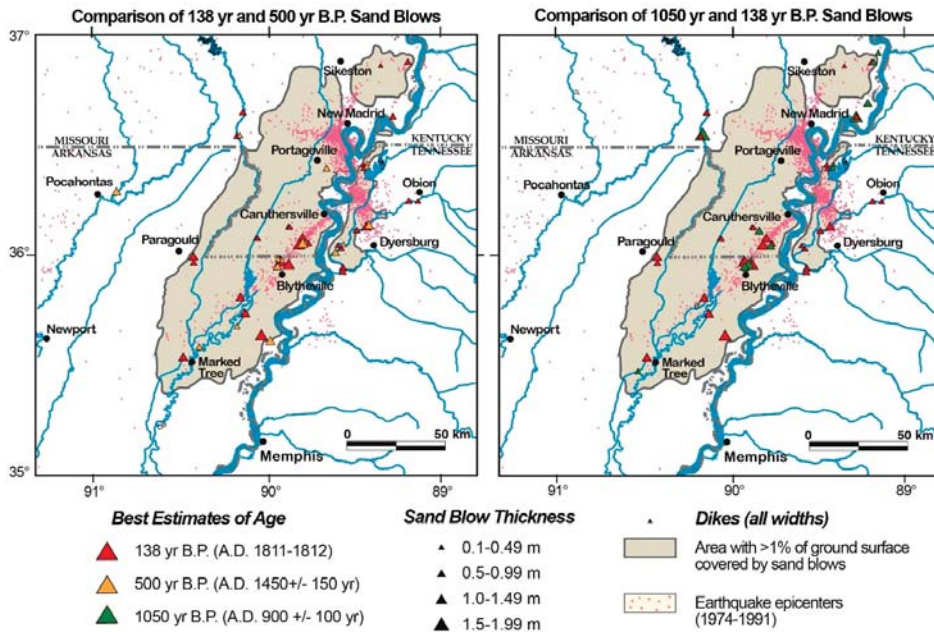 Comparison of 138 yr and 500 yr B.P. Sand Blows
37°
Sikeston
New Madrid
MISSOURI
ARKANSAS
KENTUCKY
TENNESSEE
Portageville
Pocahontas
Obion
Caruthersville
Paragould
Dyersburg
36°
Blytheville
Newport
Marked
Tree
0 50 km
Memphis
35°
91° 90° 89°
Comparison of 1050 yr and 138 yr B.P. Sand Blows
Sikeston
New Madrid
MISSOURI
ARKANSAS
KENTUCKY
TENNESSEE
Portageville
Pocahontas
Obion
Caruthersville
Paragould
Dyersburg
Blytheville
Newport
Marked
Tree
0 50 km
Memphis
91° 90° 89°
Best Estimates of Age
138 yr B.P. (A.D. 1811-1812)
500 yr B.P. (A.D. 1450+/- 150 yr)
1050 yr B.P. (A.D. 900 +/- 100 yr)
Sand Blow Thickness
0.1-0.49 m
0.5-0.99 m
1.0-1.49 m
1.5-1.99 m
Dikes (all widths)
Area with >1% of ground surface
covered by sand blows
Earthquake epicenters
(1974-1991)